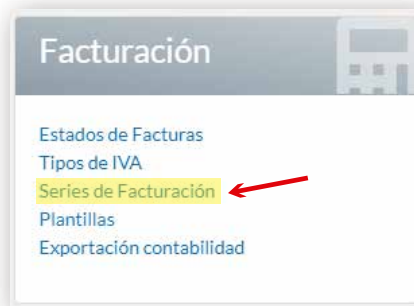 Facturación
Estados de Facturas
Tipos de IVA
Series de Facturación
Plantillas
Exportación contabilidad